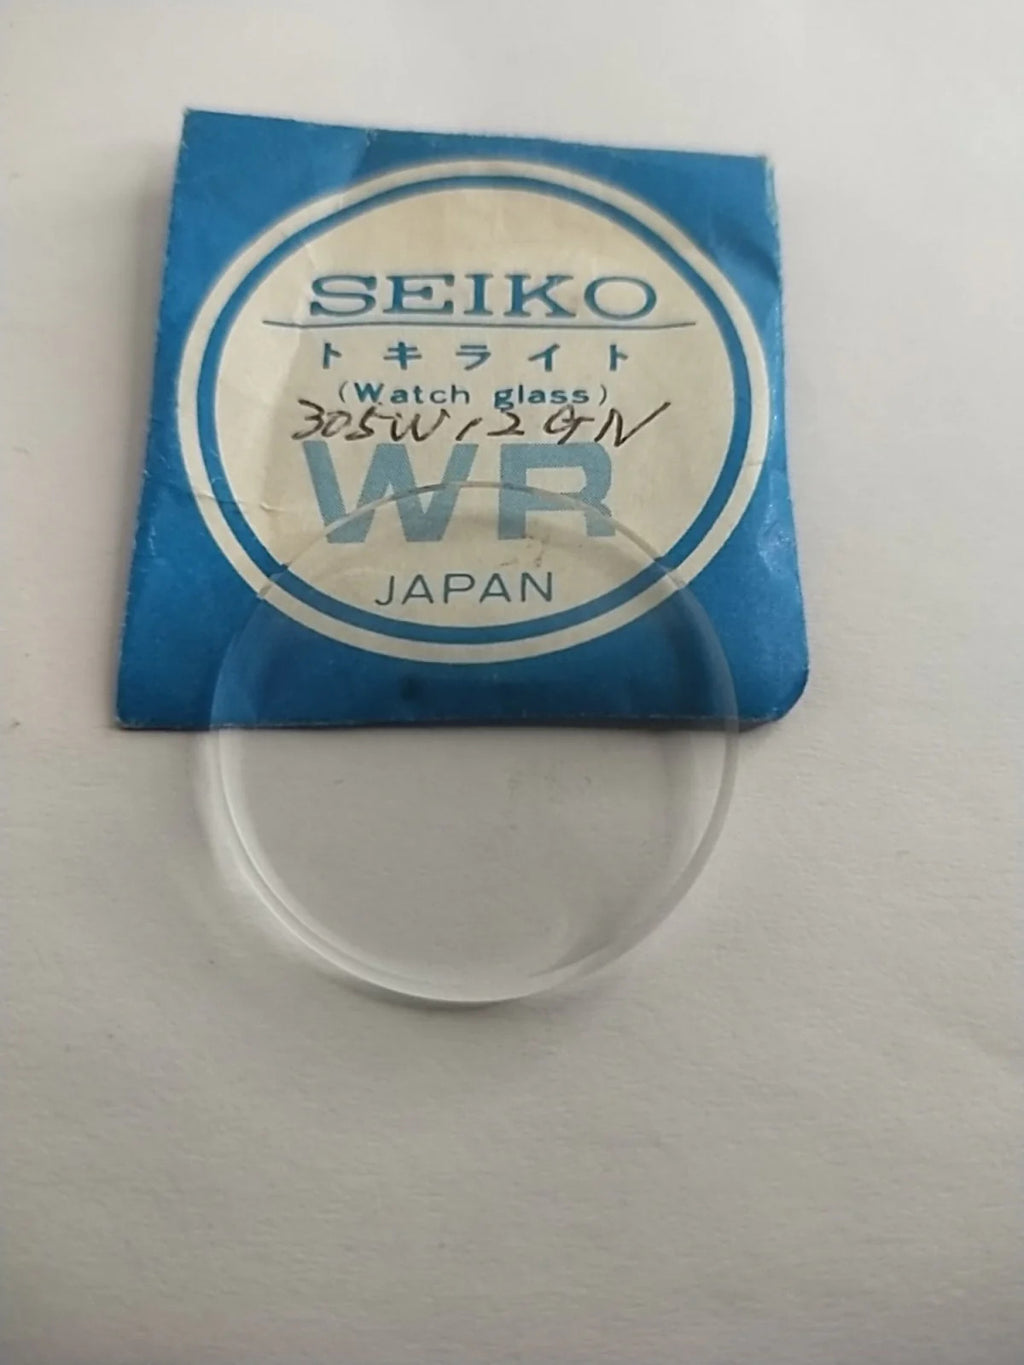 SEIKO
トキライト
(Watch glass)
305W12GN
WR
JAPAN